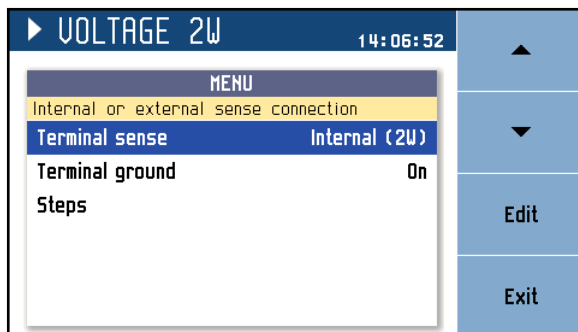 VOLTAGE 2W
14:06:52
MENU
Internal or external sense connection
Terminal sense Internal (2W)
Terminal ground On
Steps
Edit
Exit